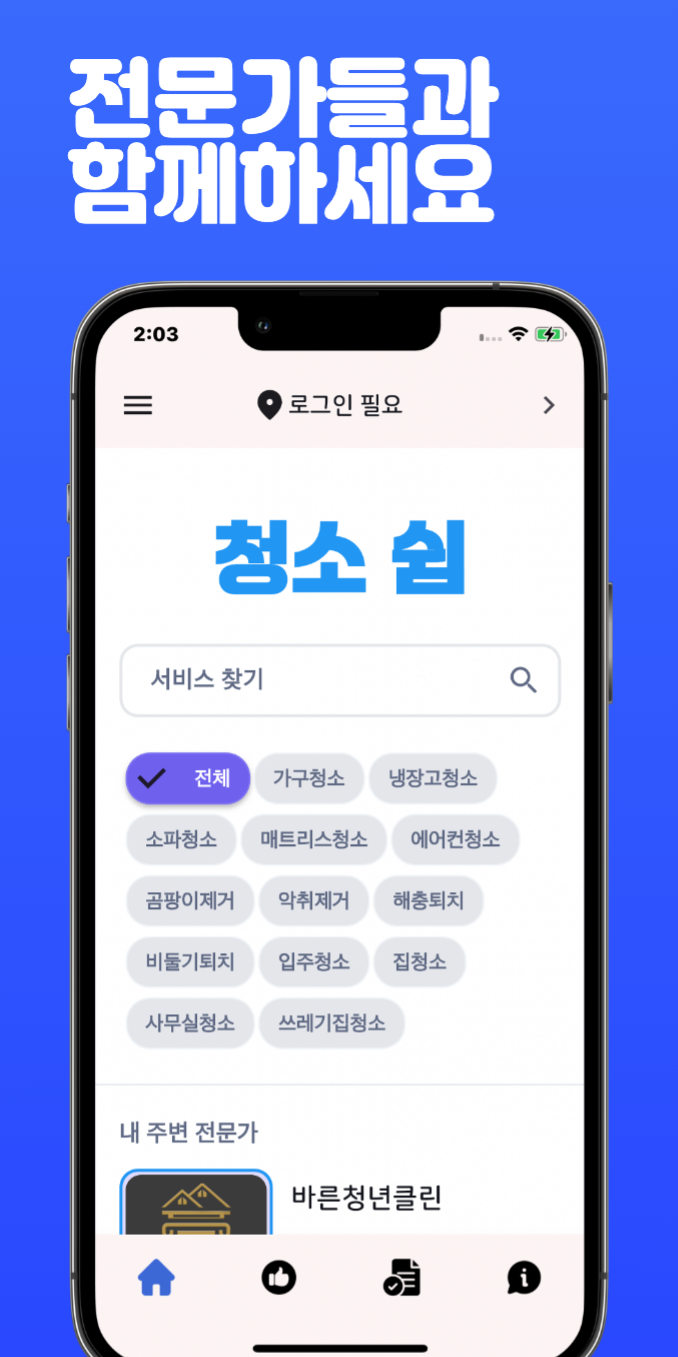 전문가들과
함께하세요
2:03
로그인 필요
청소 쉽
서비스 찾기
전체 가구청소 냉장고청소
소파청소 매트리스청소 에어컨청소
곰팡이제거 악취제거 해충퇴치
비둘기퇴치 입주청소 집청소
사무실청소 쓰레기집청소
내 주변 전문가
바른청년클린